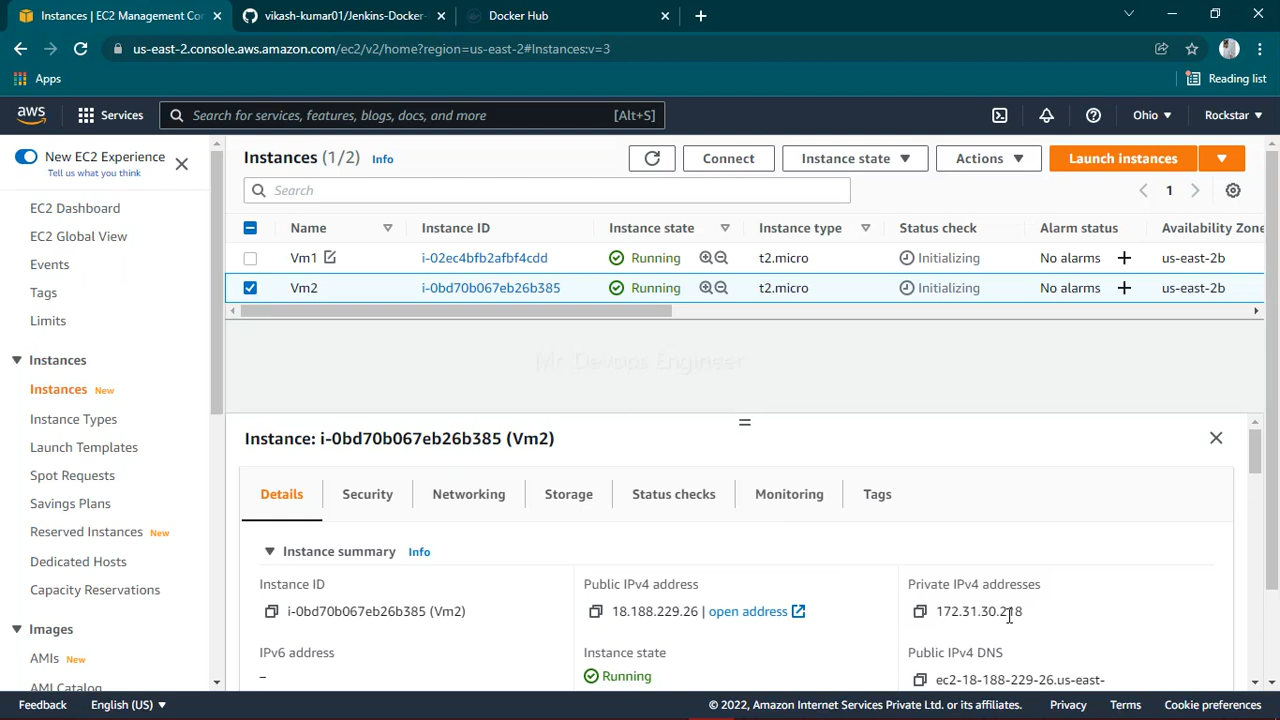 Instances | EC2 Management Con
vikash-kumar01/Jenkins-Docker-
Docker Hub
us-east-2.console.aws.amazon.com/ec2/v2/home?region=us-east-2#Instances:v=3
Apps
Reading list
aws
Services
Search for services, features, blogs, docs, and more [Alt+S]
Ohio
Rockstar
New EC2 Experience
Tell us what you think
EC2 Dashboard
EC2 Global View
Events
Tags
Limits
Instances
Instances New
Instance Types
Launch Templates
Spot Requests
Savings Plans
Reserved Instances New
Dedicated Hosts
Capacity Reservations
Images
AMIs New
AMI Catalog
Instances (1/2) Info
Connect
Instance state
Actions
Launch instances
Search
1
Name Instance ID Instance state Instance type Status check Alarm status Availability Zone
Vm1 i-02ec4bfb2afbf4cdd Running t2.micro Initializing No alarms us-east-2b
Vm2 i-0bd70b067eb26b385 Running t2.micro Initializing No alarms us-east-2b
Mr. Devops Engineer
Instance: i-0bd70b067eb26b385 (Vm2)
Details Security Networking Storage Status checks Monitoring Tags
Instance summary Info
Instance ID
i-0bd70b067eb26b385 (Vm2)
Public IPv4 address
18.188.229.26 | open address
Private IPv4 addresses
172.31.30.218
IPv6 address
–
Instance state
Running
Public IPv4 DNS
ec2-18-188-229-26.us-east-
Feedback English (US) © 2022, Amazon Internet Services Private Ltd. or its affiliates. Privacy Terms Cookie preferences